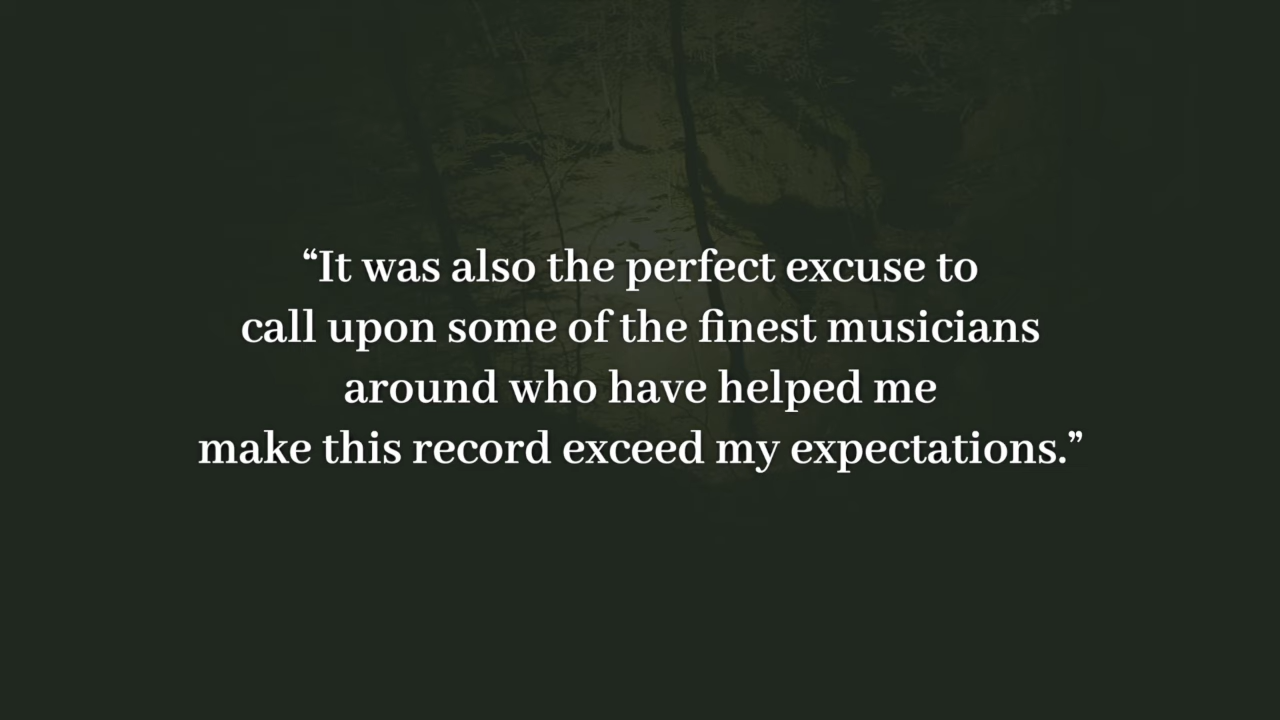 “It was also the perfect excuse to
call upon some of the finest musicians
around who have helped me
make this record exceed my expectations.”